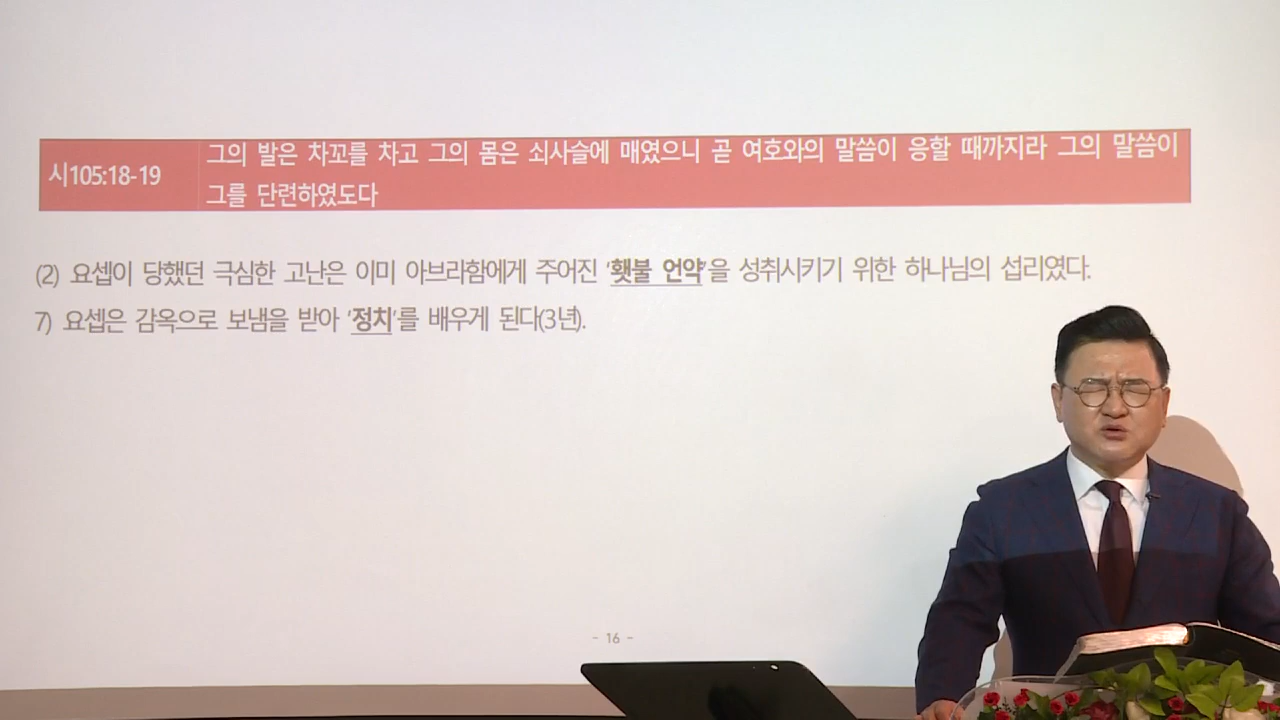 시105:18-19
그의 발은 차꼬를 차고 그의 몸은 쇠사슬에 매였으니 곧 여호와의 말씀이 응할 때까지라 그의 말씀이
그를 단련하였도다
(2) 요셉이 당했던 극심한 고난은 이미 아브라함에게 주어진 '횃불 언약'을 성취시키기 위한 하나님의 섭리였다.
7) 요셉은 감옥으로 보냄을 받아 '정치'를 배우게 된다(3년).
- 16 -